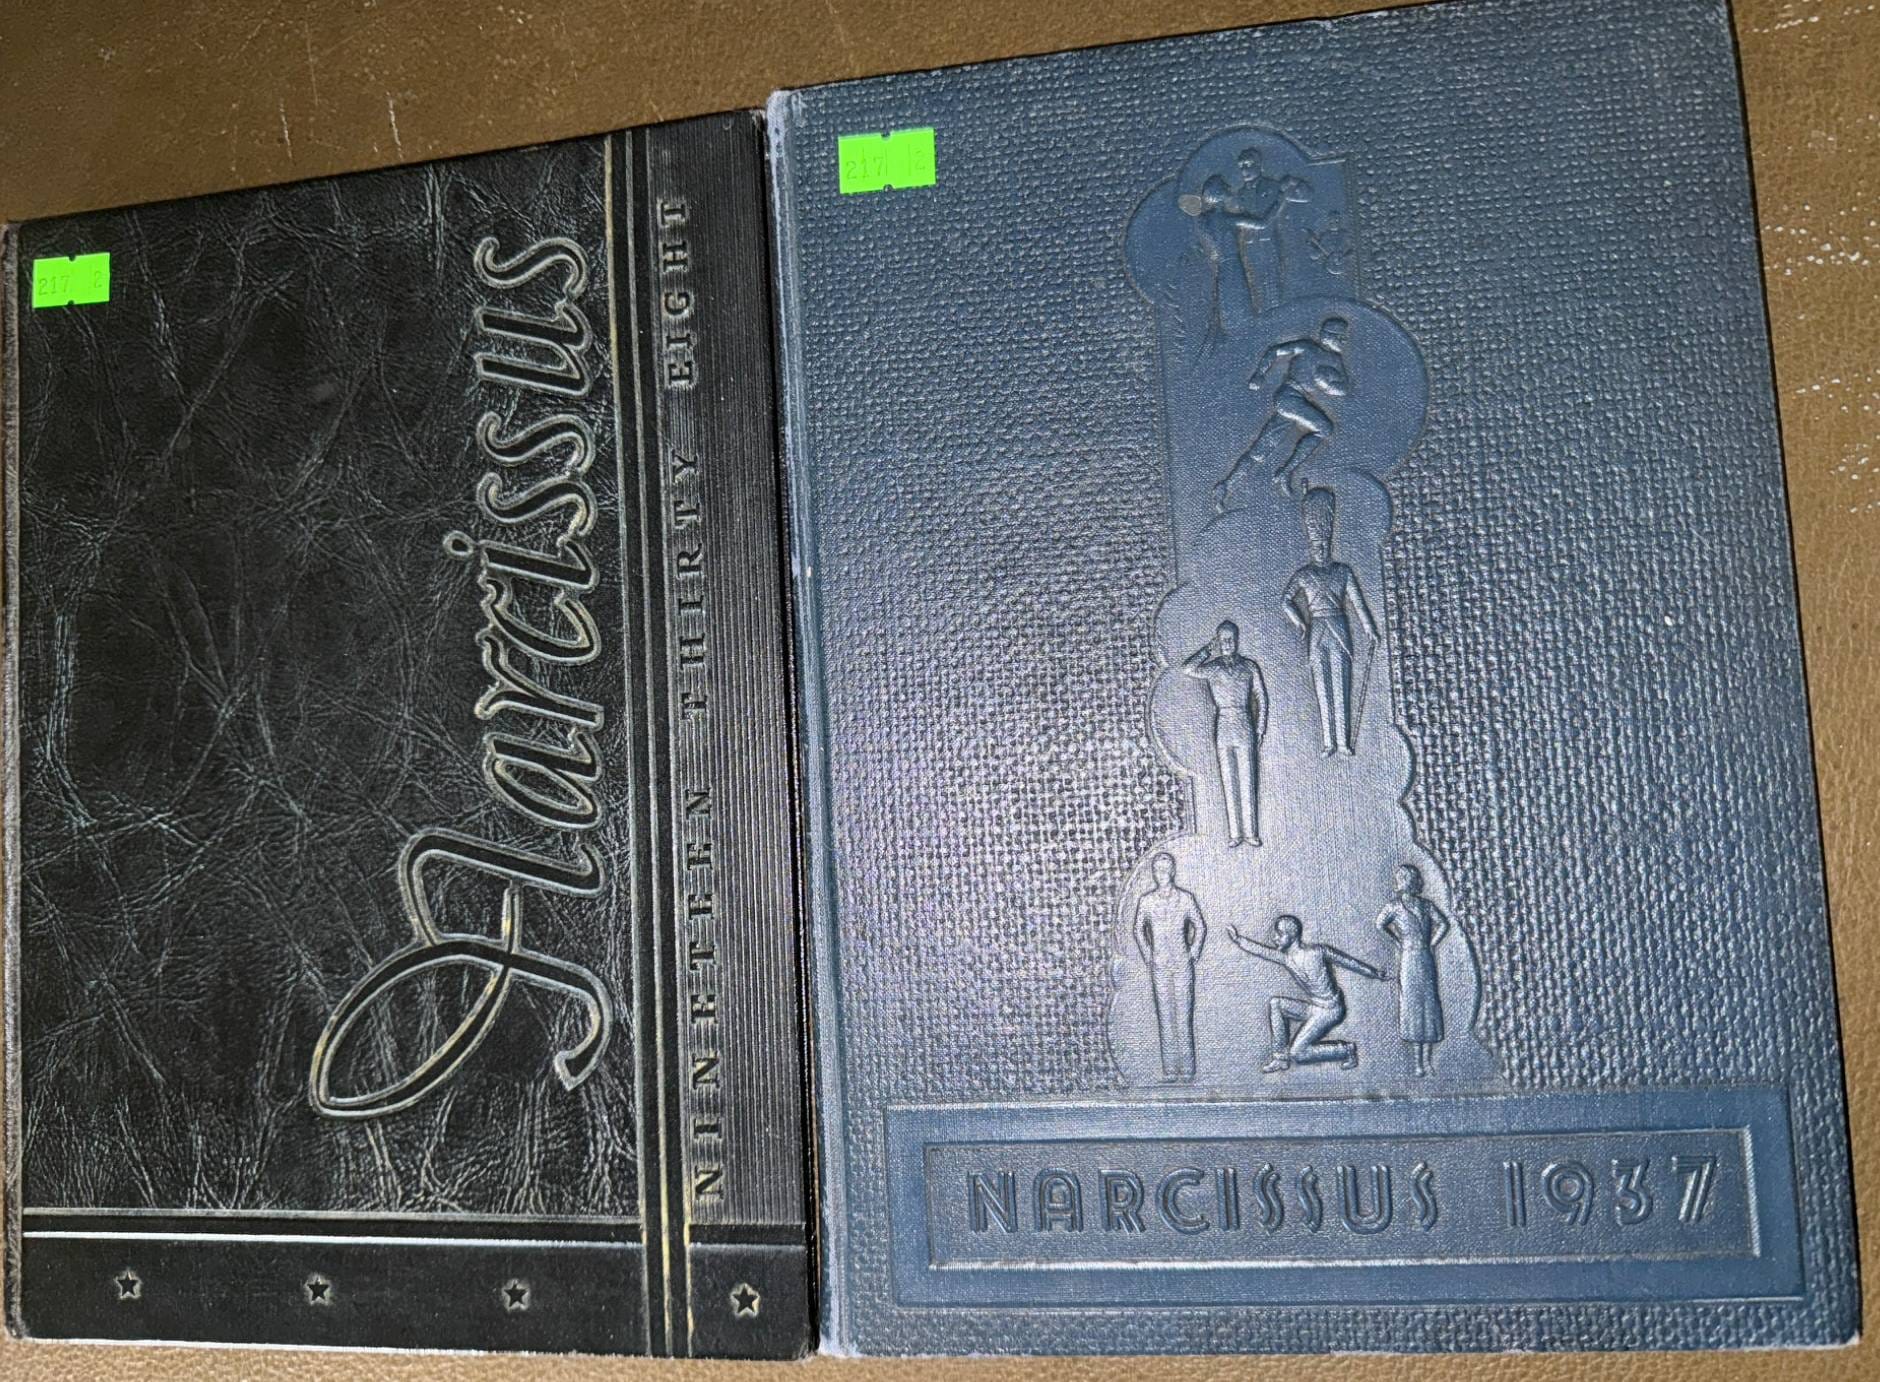 217 2
Narcissus
NINETEEN THIRTY EIGHT
217 2
NARCISSUS 1937